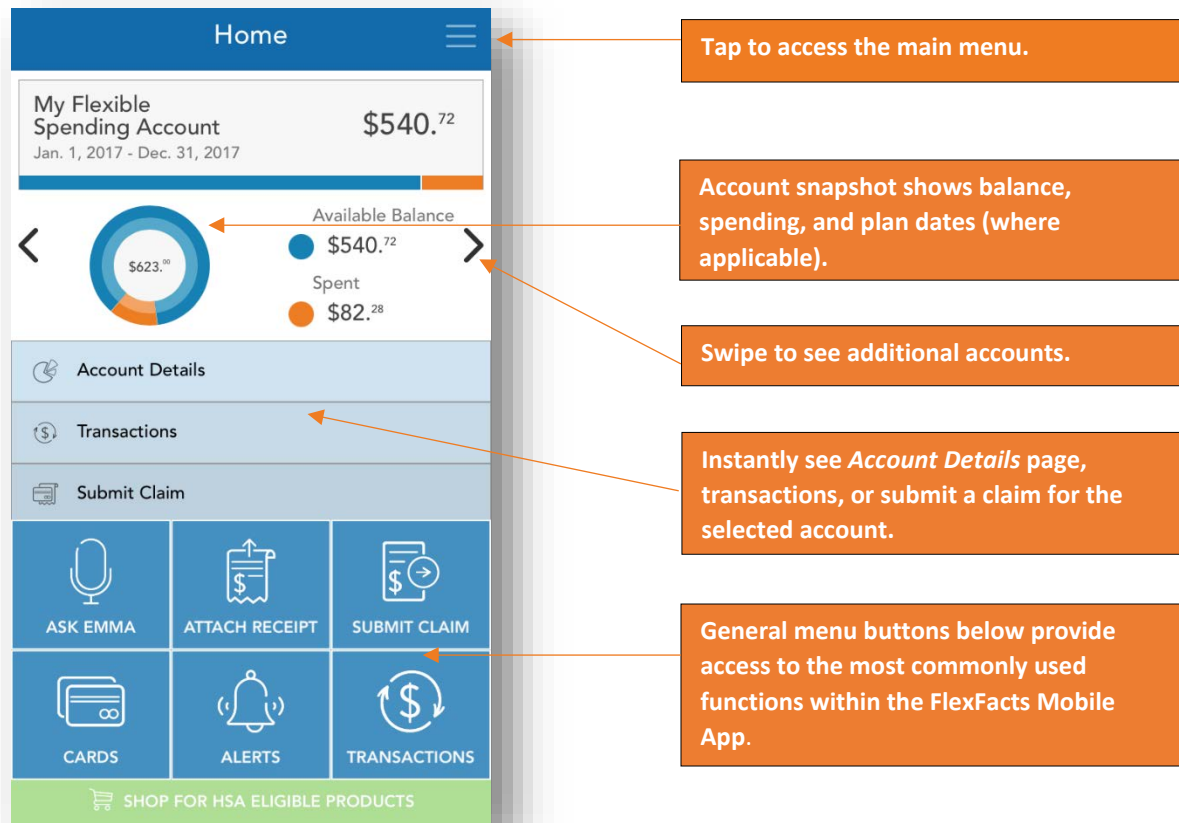 Home
Tap to access the main menu.
My Flexible
Spending Account
$540.72
Jan. 1, 2017 - Dec. 31, 2017
Account snapshot shows balance,
spending, and plan dates (where
applicable).
$623.00
Available Balance
$540.72
Spent
$82.28
Swipe to see additional accounts.
Account Details
Transactions
Submit Claim
Instantly see Account Details page,
transactions, or submit a claim for the
selected account.
ASK EMMA
ATTACH RECEIPT
SUBMIT CLAIM
General menu buttons below provide
access to the most commonly used
functions within the FlexFacts Mobile
App.
CARDS
ALERTS
TRANSACTIONS
SHOP FOR HSA ELIGIBLE PRODUCTS